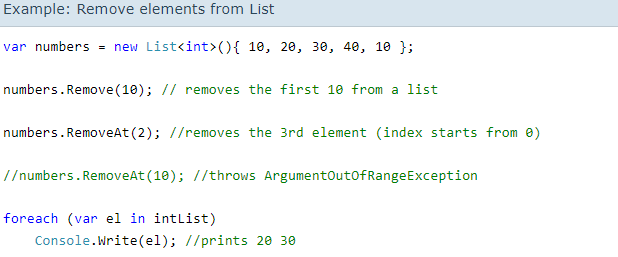 Example: Remove elements from List
var numbers = new List<int>(){ 10, 20, 30, 40, 10 };
numbers.Remove(10); // removes the first 10 from a list
numbers.RemoveAt(2); //removes the 3rd element (index starts from 0)
//numbers.RemoveAt(10); //throws ArgumentOutOfRangeException
foreach (var el in intList)
    Console.Write(el); //prints 20 30